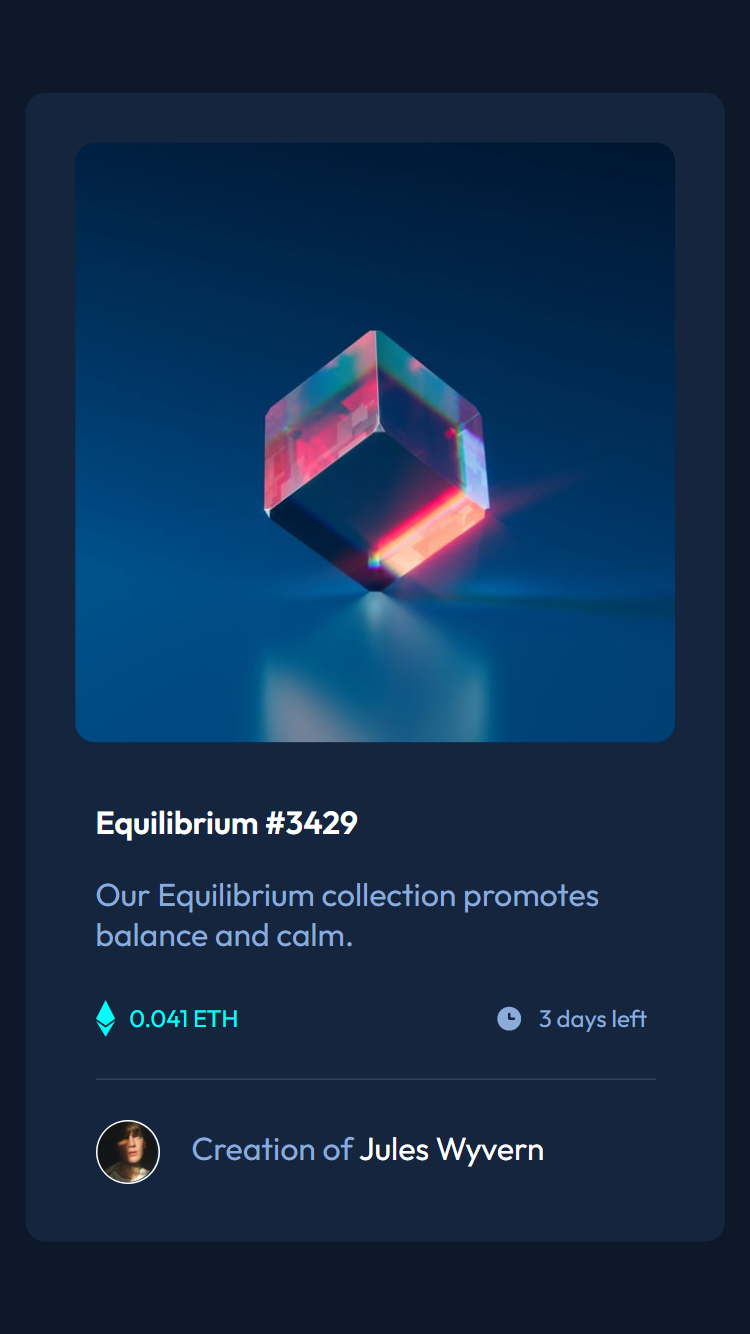 Equilibrium #3429
Our Equilibrium collection promotes
balance and calm.
0.041 ETH
3 days left
Creation of Jules Wyvern